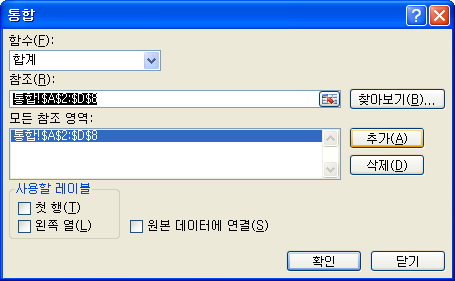 통합
함수(F):
합계
참조(R):
통합!$A$2:$D$8
찾아보기(B)...
모든 참조 영역:
통합!$A$2:$D$8
추가(A)
삭제(D)
사용할 레이블
첫 행(T)
왼쪽 열(L)
원본 데이터에 연결(S)
확인
닫기